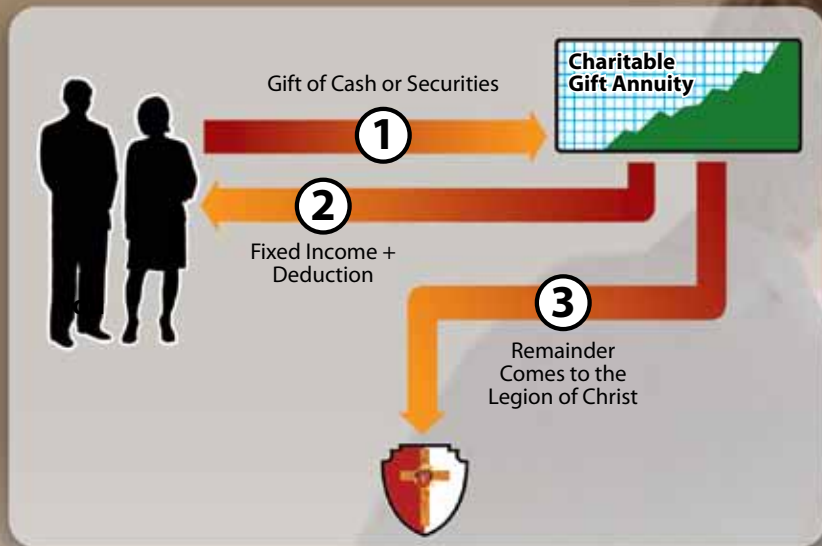 Charitable
Gift Annuity
Gift of Cash or Securities
1
2
Fixed Income +
Deduction
3
Remainder
Comes to the
Legion of Christ